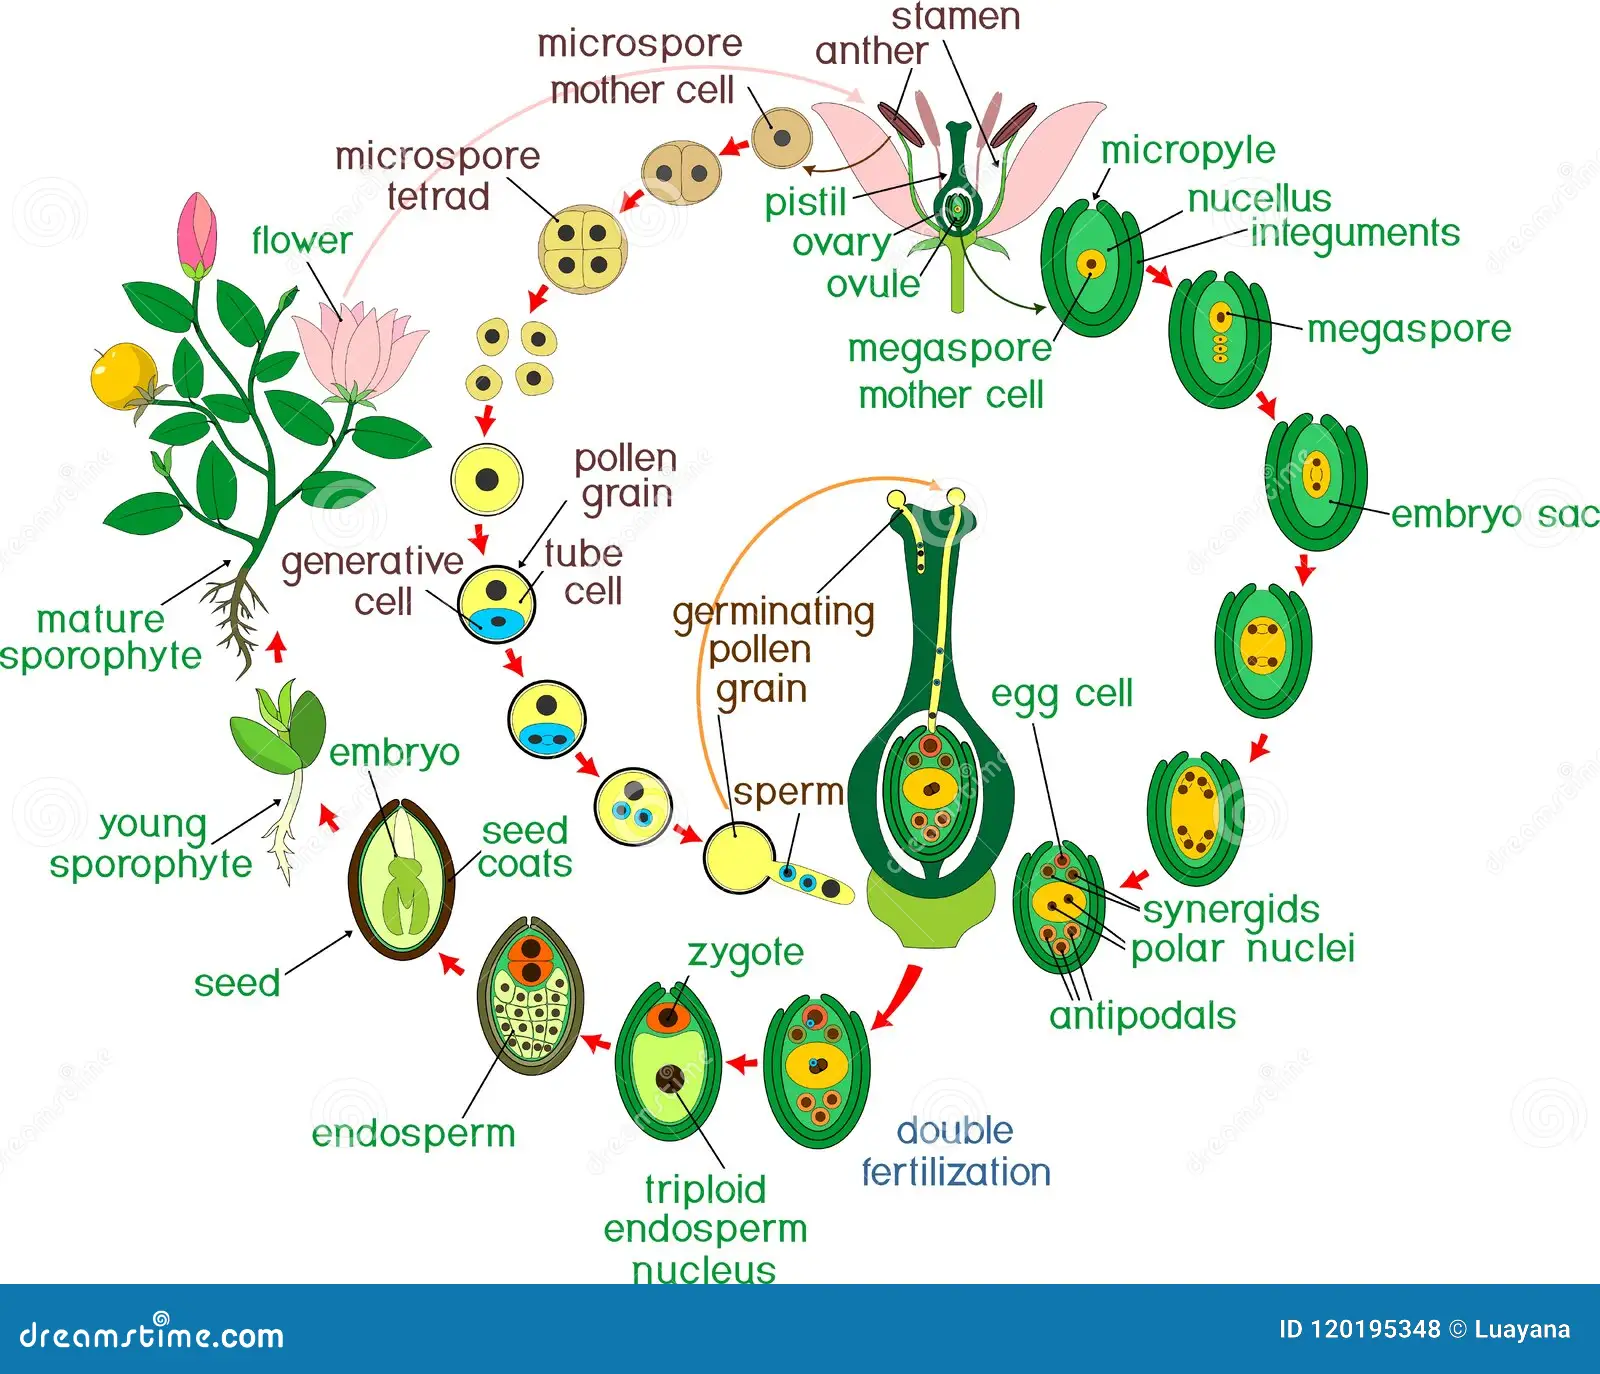 stamen
anther
microspore
mother cell
microspore
tetrad
micropyle
nucellus
integuments
pistil
ovary
ovule
flower
megaspore
megaspore
mother cell
pollen
grain
embryo sac
generative
cell
tube
cell
mature
sporophyte
germinating
pollen
grain
egg cell
embryo
sperm
young
sporophyte
seed
coats
synergids
polar nuclei
zygote
seed
antipodals
endosperm
double
fertilization
triploid
endosperm
nucleus
dreamstime.com
ID 120195348 © Luayana